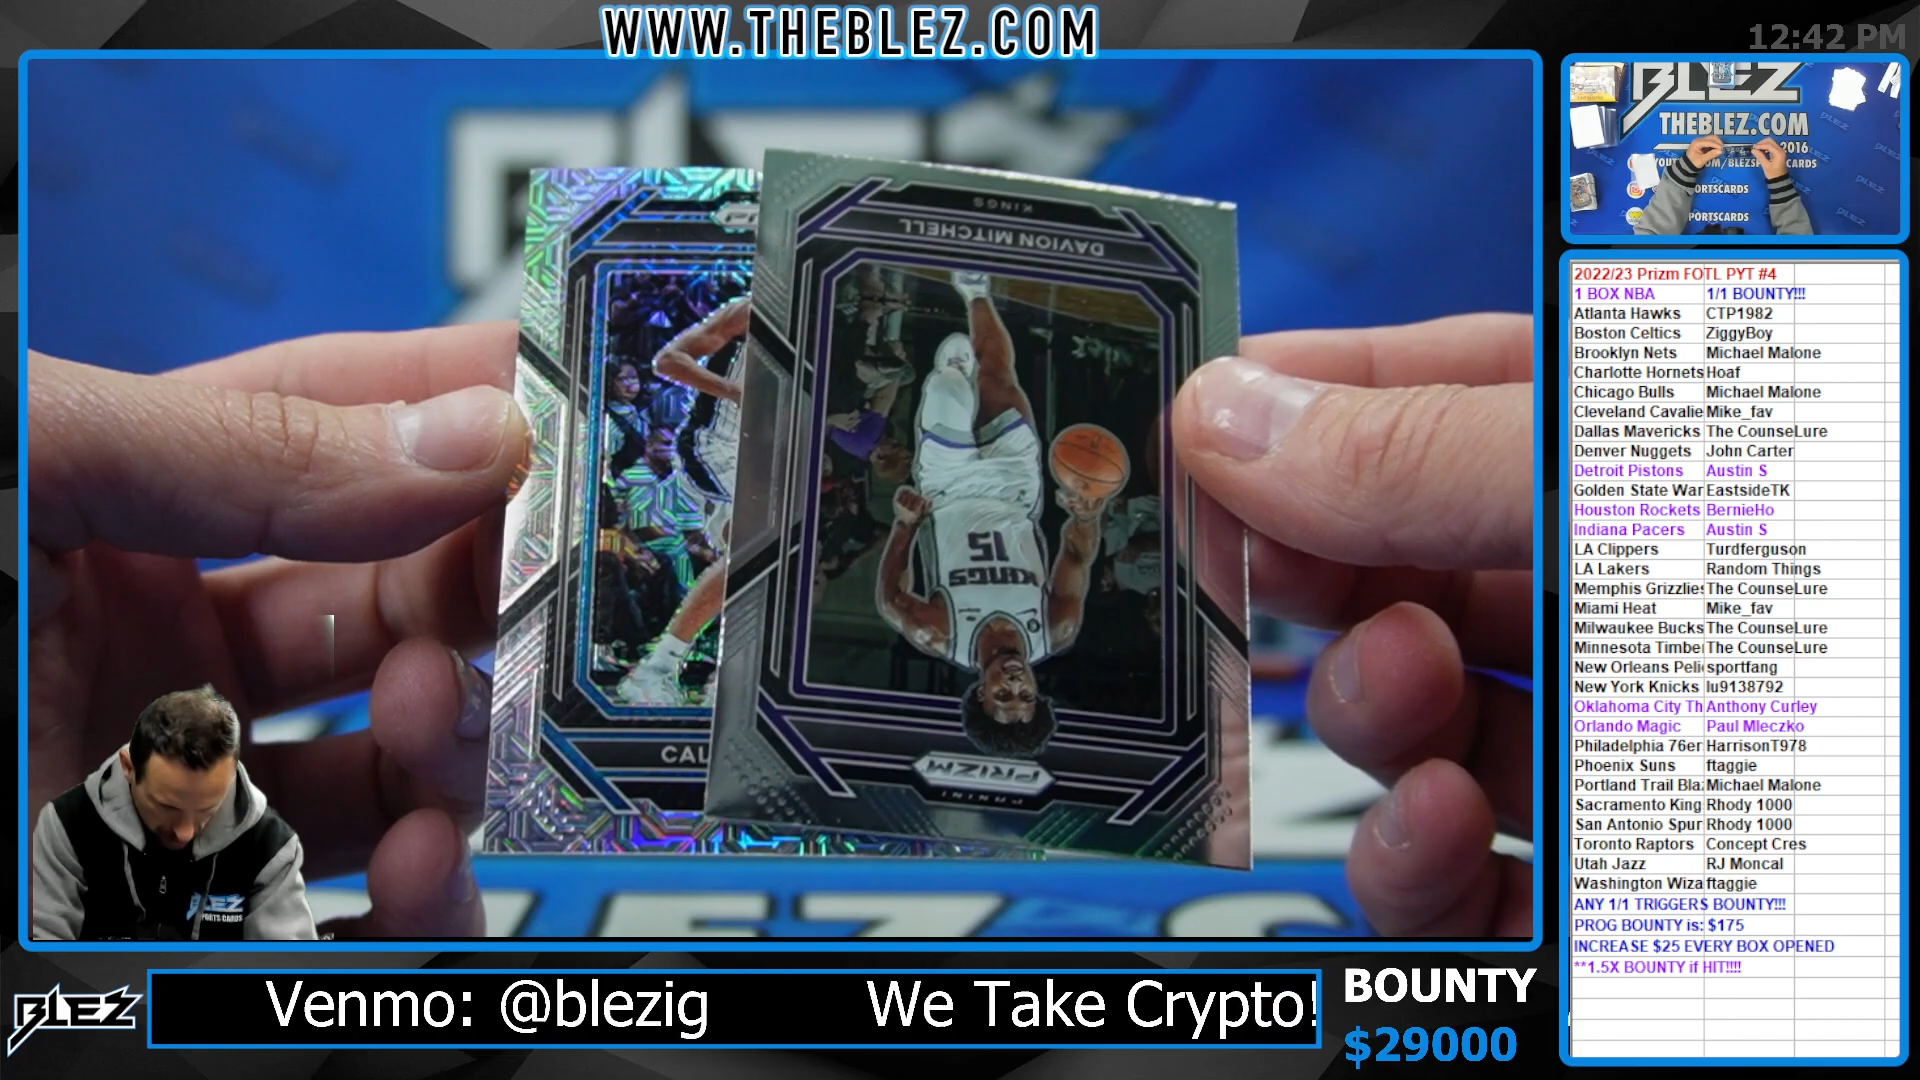 WWW.THEBLEZ.COM
12:42 PM
BLEZ
THEBLEZ.COM
2016
SPORTSCARDS
PORTSCARDS
KINGS
DAVION MITCHELL
15
KINGS
PRIZM
PANINI
CAL
BLEZ
2022/23 Prizm FOTL PYT #4
1 BOX NBA 1/1 BOUNTY!!!
Atlanta Hawks CTP1982
Boston Celtics ZiggyBoy
Brooklyn Nets Michael Malone
Charlotte Hornets Hoaf
Chicago Bulls Michael Malone
Cleveland Cavalie Mike_fav
Dallas Mavericks The CounseLure
Denver Nuggets John Carter
Detroit Pistons Austin S
Golden State War EastsideTK
Houston Rockets BernieHo
Indiana Pacers Austin S
LA Clippers Turdferguson
LA Lakers Random Things
Memphis Grizzlies The CounseLure
Miami Heat Mike_fav
Milwaukee Bucks The CounseLure
Minnesota Timbe The CounseLure
New Orleans Peli sportfang
New York Knicks lu9138792
Oklahoma City Th Anthony Curley
Orlando Magic Paul Mleczko
Philadelphia 76er HarrisonT978
Phoenix Suns ftaggie
Portland Trail Bla Michael Malone
Sacramento King Rhody 1000
San Antonio Spur Rhody 1000
Toronto Raptors Concept Cres
Utah Jazz RJ Moncal
Washington Wiza ftaggie
ANY 1/1 TRIGGERS BOUNTY!!!
PROG BOUNTY is: $175
INCREASE $25 EVERY BOX OPENED
**1.5X BOUNTY if HIT!!!!
BLEZ
Venmo: @blezig We Take Crypto!
BOUNTY
$29000